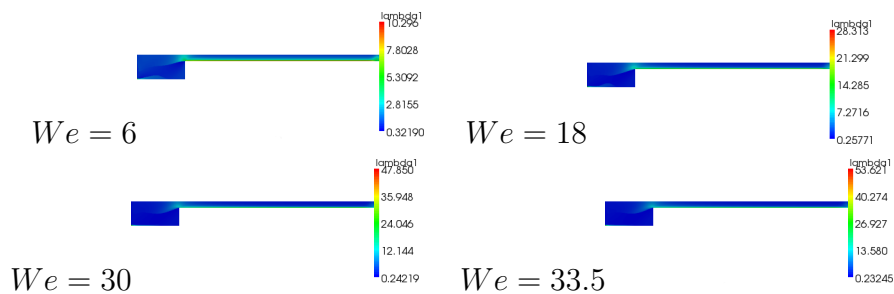 lambda1
10.296
7.8028
5.3092
2.8155
0.32190
We = 6
lambda1
28.313
21.299
14.285
7.2716
0.25771
We = 18
lambda1
47.850
35.948
24.046
12.144
0.24219
We = 30
lambda1
53.621
40.274
26.927
13.580
0.23245
We = 33.5